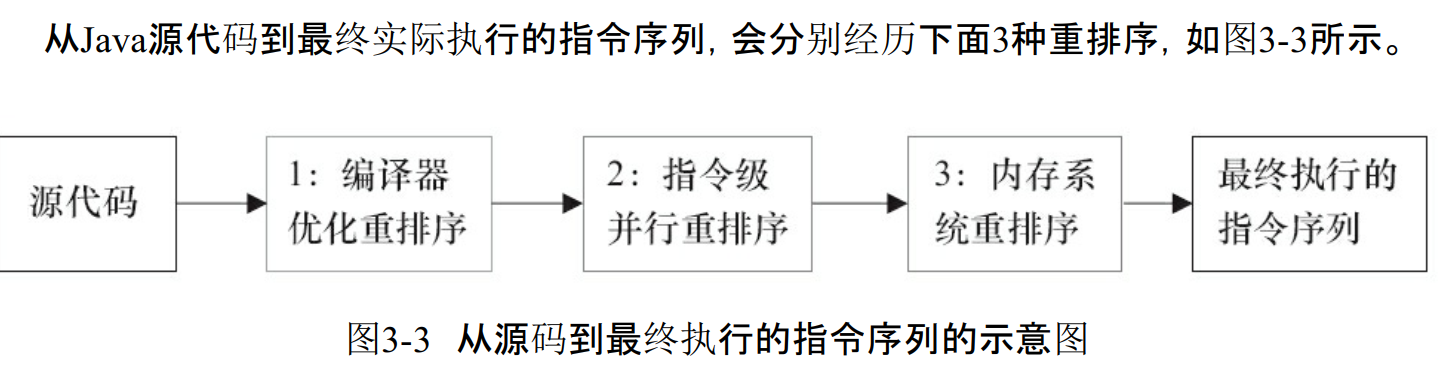 从Java源代码到最终实际执行的指令序列，会分别经历下面3种重排序，如图3-3所示。
源代码
1：编译器
优化重排序
2：指令级
并行重排序
3：内存系
统重排序
最终执行的
指令序列
图3-3 从源码到最终执行的指令序列的示意图